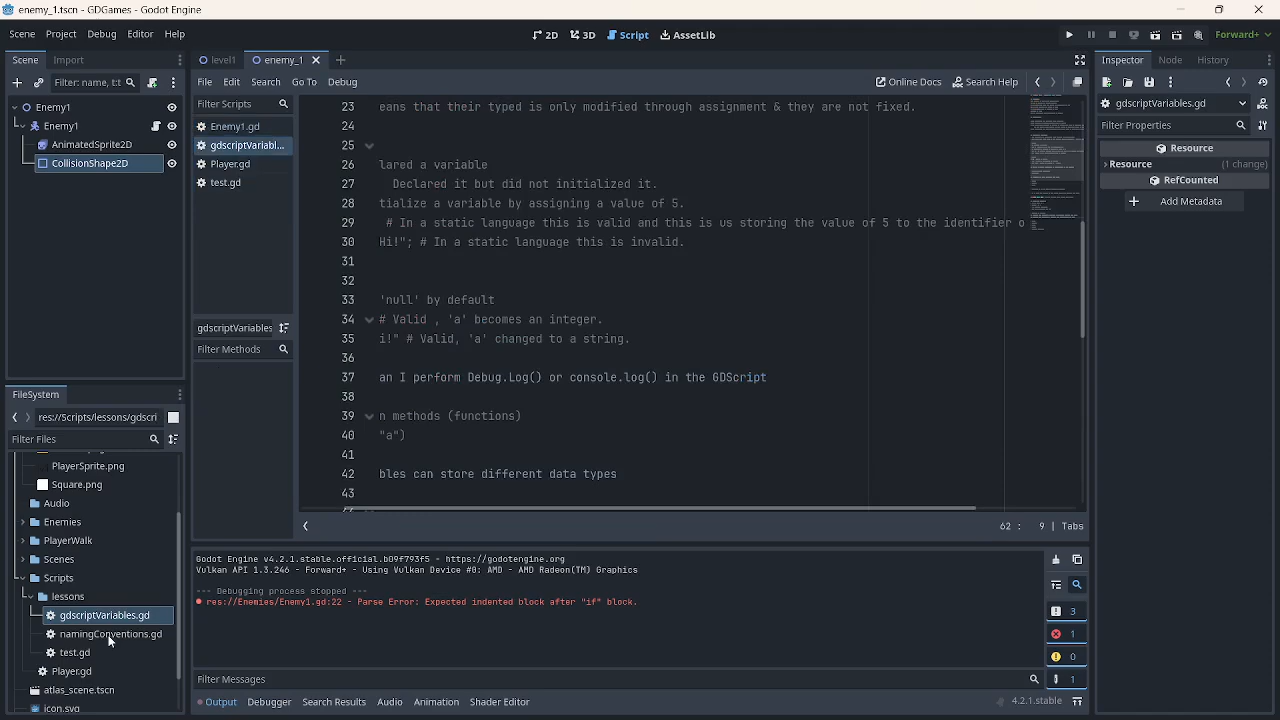 enemy_1.tscn - GDGames - Godot Engine
Scene Project Debug Editor Help
2D 3D Script AssetLib
Forward+
Scene Import
level1 enemy_1
Inspector Node History
Filter: name, t:t
File Edit Search Go To Debug
Online Docs Search Help
Filter Scripts
gdscriptVariables.gd
Enemy1
Enemy1
AnimatedSprite2D
CollisionShape2D
Enemy1.gd
gdscriptVariabl...
Player.gd
test.gd
Filter Properties
Resource
Resource (1 change)
RefCounted
Add Metadata
23 eans that their typed is only modified through assignment & they are not fixed.
24
25
26 lared a variable
27 Declared it but did not initialized it.
28 tialize a variable by assigning a value of 5.
29 # In a static language this is valid and this is us storing the value of 5 to the identifier o
30 Hi!"; # In a static language this is invalid.
31
32
33 'null' by default
34 # Valid , 'a' becomes an integer.
35 i!" # Valid, 'a' changed to a string.
36
37 an I perform Debug.Log() or console.log() in the GDScript
38
39 n methods (functions)
40 "a")
41
42 bles can store different data types
43
gdscriptVariables
Filter Methods
62 : 9 | Tabs
FileSystem
res://Scripts/lessons/gdscri
Filter Files
PlayerSprite.png
Square.png
Audio
Enemies
PlayerWalk
Scenes
Scripts
lessons
gdscriptVariables.gd
namingConventions.gd
test.gd
Player.gd
atlas_scene.tscn
icon.svg
Godot Engine v4.2.1.stable.official.b09f793f5 - https://godotengine.org
Vulkan API 1.3.246 - Forward+ - Using Vulkan Device #0: AMD - AMD Radeon(TM) Graphics
--- Debugging process stopped ---
res://Enemies/Enemy1.gd:22 - Parse Error: Expected indented block after "if" block.
3
1
0
1
Filter Messages
Output Debugger Search Results Audio Animation Shader Editor
4.2.1.stable